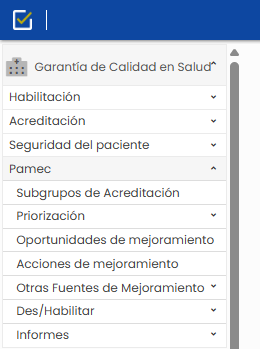 Garantía de Calidad en Salud
Habilitación
Acreditación
Seguridad del paciente
Pamec
Subgrupos de Acreditación
Priorización
Oportunidades de mejoramiento
Acciones de mejoramiento
Otras Fuentes de Mejoramiento
Des/Habilitar
Informes